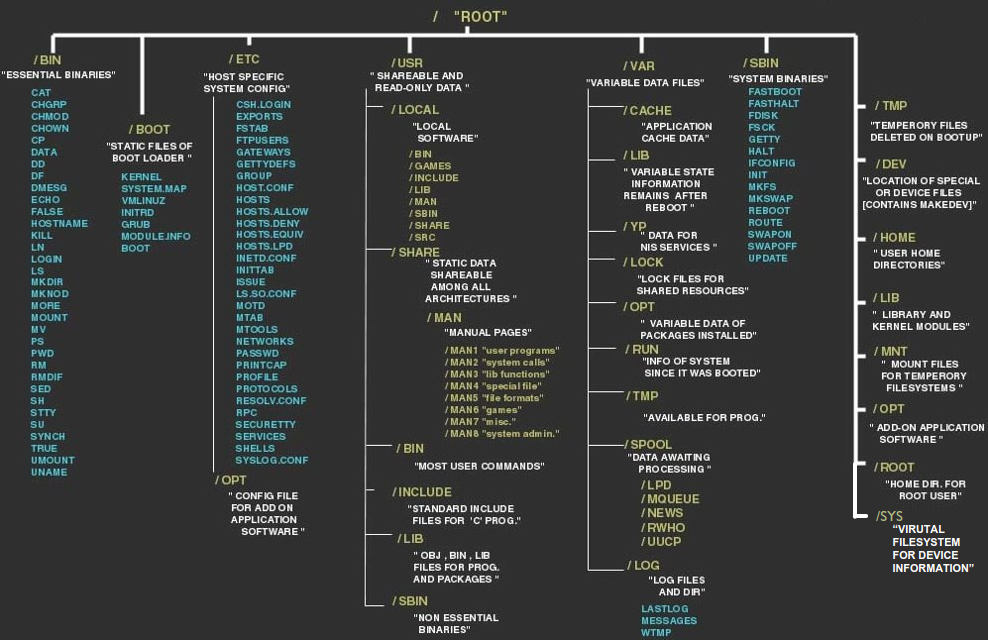 / "ROOT"
/BIN
"ESSENTIAL BINARIES"
CAT
CHGRP
CHMOD
CHOWN
CP
DATA
DD
DF
DMESG
ECHO
FALSE
HOSTNAME
KILL
LN
LOGIN
LS
MKDIR
MKNOD
MORE
MOUNT
MV
PS
PWD
RM
RMDIF
SED
SH
STTY
SU
SYNCH
TRUE
UMOUNT
UNAME
/BOOT
"STATIC FILES OF
BOOT LOADER "
KERNEL
SYSTEM.MAP
VMLINUZ
INITRD
GRUB
MODULE.INFO
BOOT
/ ETC
"HOST SPECIFIC
SYSTEM CONFIG"
CSH.LOGIN
EXPORTS
FSTAB
FTPUSERS
GATEWAYS
GETTYDEFS
GROUP
HOST.CONF
HOSTS
HOSTS.ALLOW
HOSTS.DENY
HOSTS.EQUIV
HOSTS.LPD
INETD.CONF
INITTAB
ISSUE
LS.SO.CONF
MOTD
MTAB
MTOOLS
NETWORKS
PASSWD
PRINTCAP
PROFILE
PROTOCOLS
RESOLV.CONF
RPC
SECURETTY
SERVICES
SHELLS
SYSLOG.CONF
/OPT
" CONFIG FILE
FOR ADD ON
APPLICATION
SOFTWARE "
/USR
" SHAREABLE AND
READ-ONLY DATA "
/LOCAL
"LOCAL
SOFTWARE"
/BIN
/GAMES
/INCLUDE
/LIB
/MAN
/SBIN
/SHARE
/SRC
/SHARE
"STATIC DATA
SHAREABLE
AMONG ALL
ARCHITECTURES "
/MAN
"MANUAL PAGES"
/MAN1 "user programs"
/MAN2 "system calls"
/MAN3 "lib functions"
/MAN4 "special file"
/MAN5 "file formats"
/MAN6 "games"
/MAN7 "misc."
/MAN8 "system admin."
/BIN
"MOST USER COMMANDS"
/INCLUDE
"STANDARD INCLUDE
FILES FOR 'C' PROG."
/LIB
" OBJ , BIN , LIB
FILES FOR PROG.
AND PACKAGES "
/SBIN
"NON ESSENTIAL
BINARIES"
/VAR
"VARIABLE DATA FILES"
/CACHE
"APPLICATION
CACHE DATA"
/LIB
" VARIABLE STATE
INFORMATION
REMAINS AFTER
REBOOT "
/YP
" DATA FOR
NIS SERVICES "
/LOCK
"LOCK FILES FOR
SHARED RESOURCES"
/OPT
" VARIABLE DATA OF
PACKAGES INSTALLED"
/RUN
"INFO OF SYSTEM
SINCE IT WAS BOOTED"
/TMP
"AVAILABLE FOR PROG."
/SPOOL
"DATA AWAITING
PROCESSING "
/LPD
/MQUEUE
/NEWS
/RWHO
/UUCP
/LOG
"LOG FILES
AND DIR"
LASTLOG
MESSAGES
WTMP
/SBIN
"SYSTEM BINARIES"
FASTBOOT
FASTHALT
FDISK
FSCK
GETTY
HALT
IFCONFIG
INIT
MKFS
MKSWAP
REBOOT
ROUTE
SWAPON
SWAPOFF
UPDATE
/ TMP
"TEMPERORY FILES
DELETED ON BOOTUP"
/DEV
"LOCATION OF SPECIAL
OR DEVICE FILES
[CONTAINS MAKEDEV]"
/HOME
" USER HOME
DIRECTORIES"
/LIB
" LIBRARY AND
KERNEL MODULES"
/MNT
" MOUNT FILES
FOR TEMPERORY
FILESYSTEMS "
/OPT
" ADD-ON APPLICATION
SOFTWARE "
/ROOT
"HOME DIR. FOR
ROOT USER"
/SYS
“VIRUTAL
FILESYSTEM
FOR DEVICE
INFORMATION”